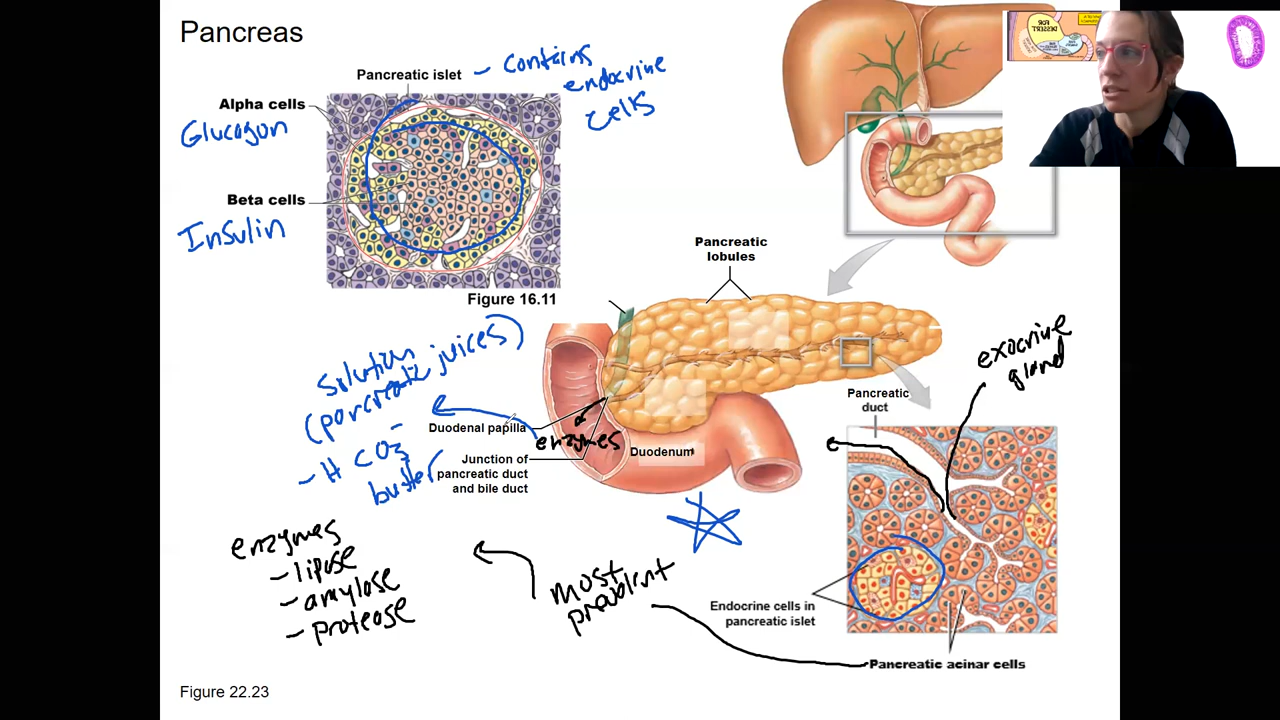 Pancreas
Pancreatic islet
- contains
endocrine
cells
Alpha cells
Glucagon
Beta cells
Insulin
Figure 16.11
Pancreatic
lobules
solution
(pancreatic juices)
- HCO3-
buffer
Duodenal papilla
enzymes
Duodenum
Junction of
pancreatic duct
and bile duct
exocrine
gland
Pancreatic
duct
enzymes
- lipase
- amylase
- protease
most
prevalent
Endocrine cells in
pancreatic islet
Pancreatic acinar cells
Figure 22.23